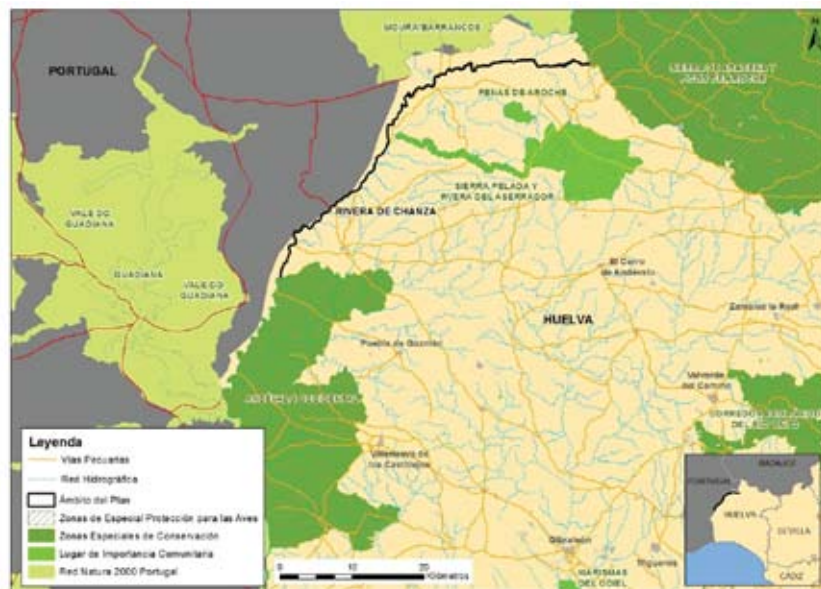 MOURA BARRANCOS
N
PORTUGAL
PEÑAS DE AROCHE
SIERRA PELADA Y
RIVERA DEL ASERRADOR
RIVERA DE CHANZA
VALE DO
GUADIANA
GUADIANA
VALE DO
GUADIANA
El Cerro
de Andévalo
HUELVA
Zalamea la Real
Puebla de Guzmán
Valverde
del Camino
Villanueva de
los Castillejos
Gibraleón
Trigueros
MARISMAS
DEL ODIEL
Leyenda
Vías Pecuarias
Red Hidrográfica
Ámbito del Plan
Zonas de Especial Protección para las Aves
Zonas Especiales de Conservación
Lugar de Importancia Comunitaria
Red Natura 2000 Portugal
0 10 20
Kilómetros
BADAJOZ
PORTUGAL
HUELVA
SEVILLA
CÁDIZ